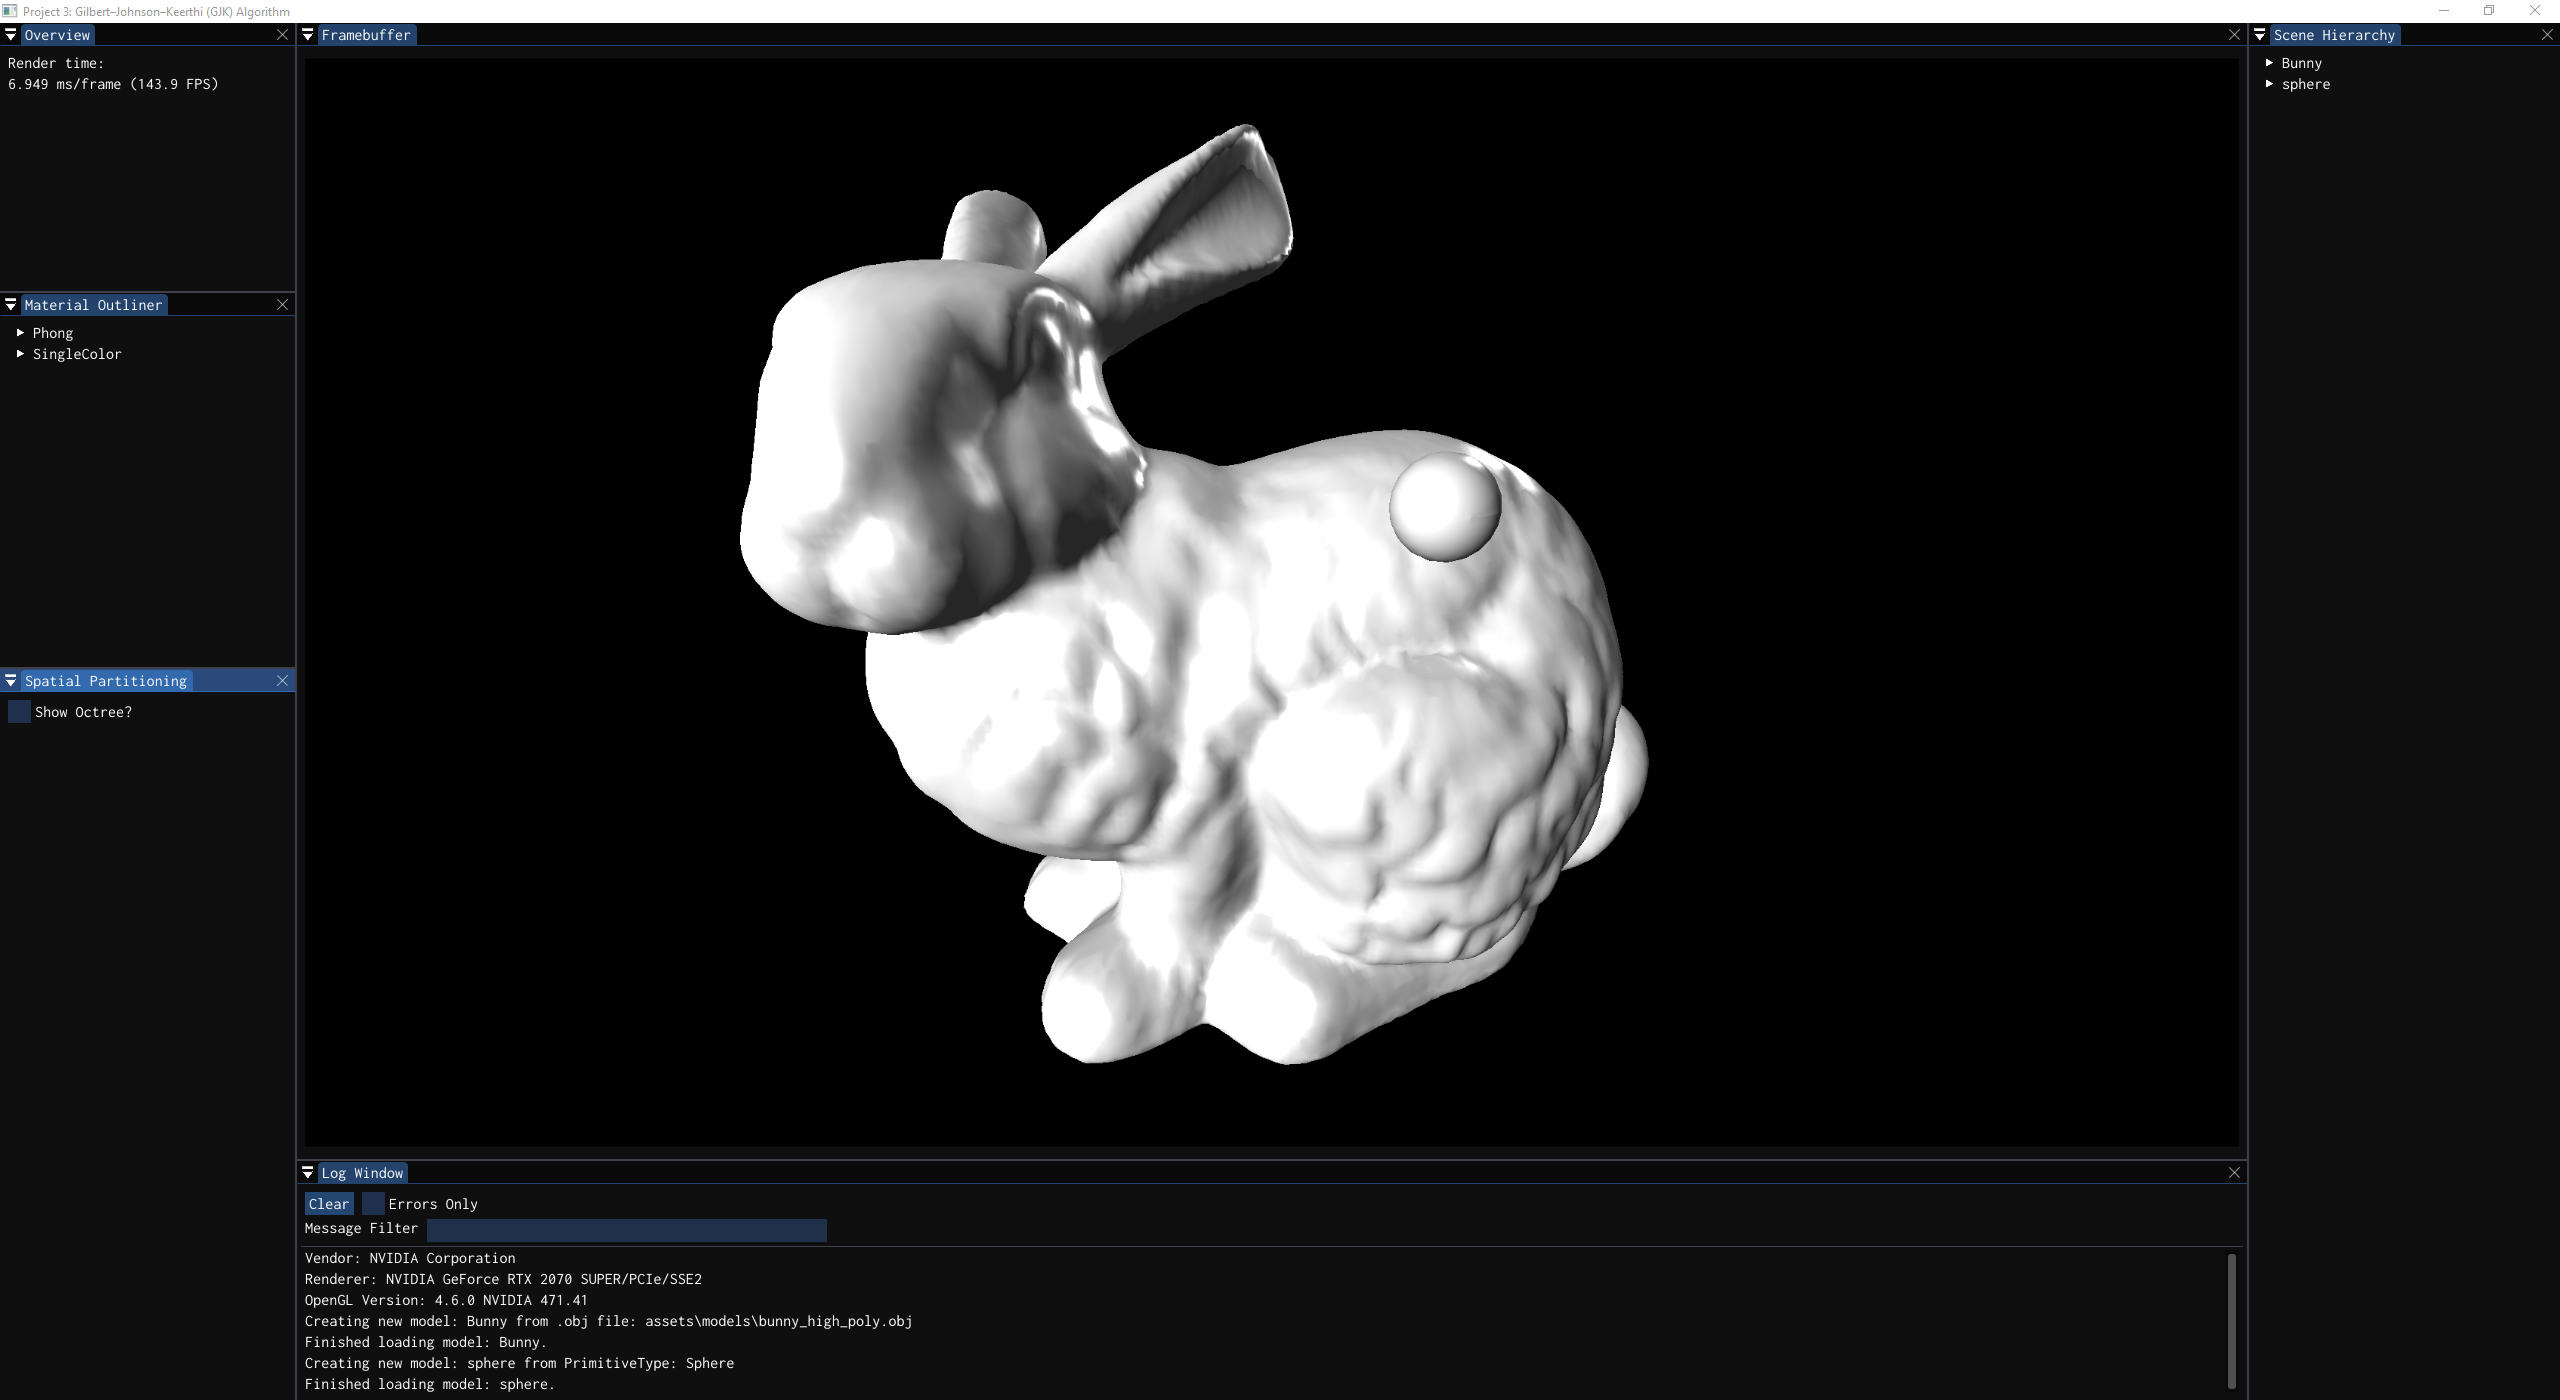 Project 3: Gilbert–Johnson–Keerthi (GJK) Algorithm
Overview
Render time:
6.949 ms/frame (143.9 FPS)
Material Outliner
Phong
SingleColor
Spatial Partitioning
Show Octree?
Framebuffer
Log Window
Clear
Errors Only
Message Filter
Vendor: NVIDIA Corporation
Renderer: NVIDIA GeForce RTX 2070 SUPER/PCIe/SSE2
OpenGL Version: 4.6.0 NVIDIA 471.41
Creating new model: Bunny from .obj file: assets\models\bunny_high_poly.obj
Finished loading model: Bunny.
Creating new model: sphere from PrimitiveType: Sphere
Finished loading model: sphere.
Scene Hierarchy
Bunny
sphere